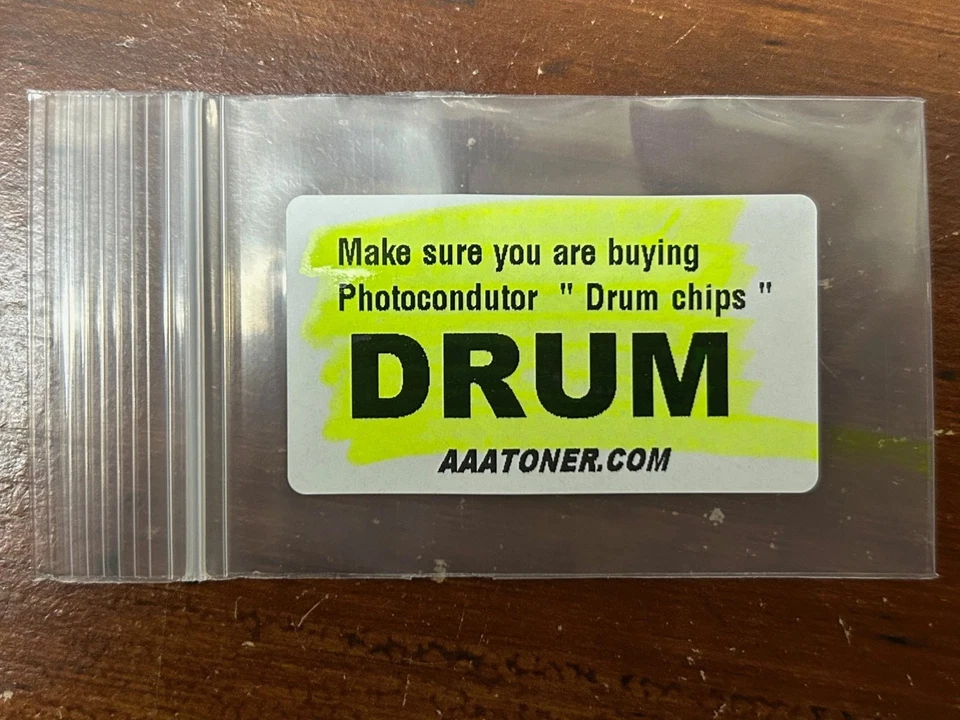 Make sure you are buying
Photocondutor " Drum chips "
DRUM
AAATONER.COM